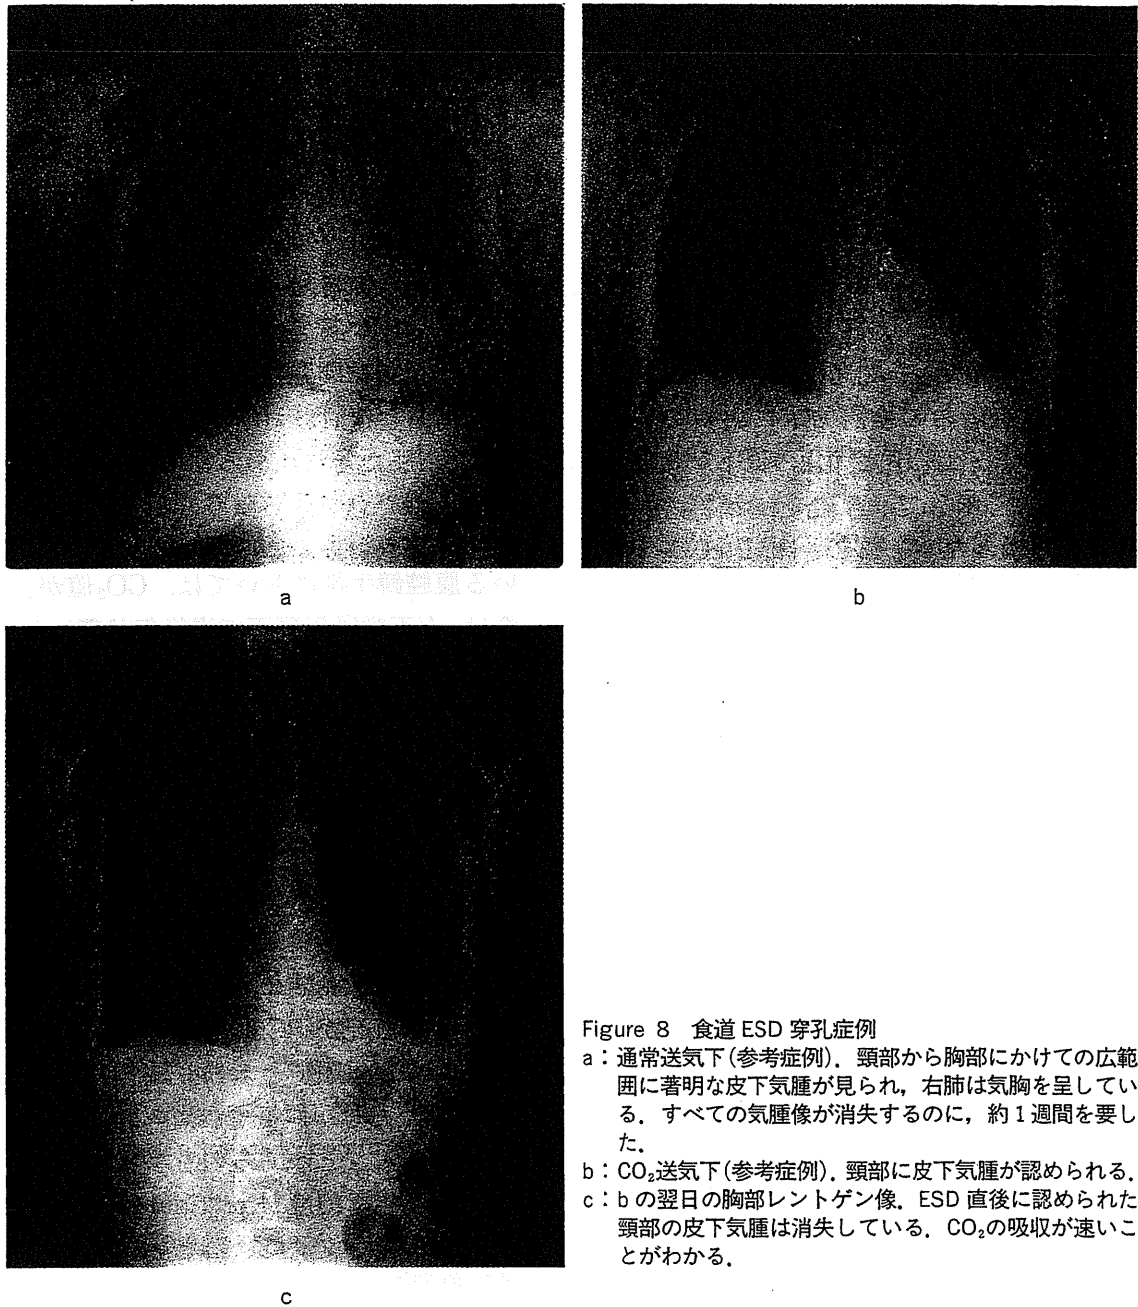 a
b
c
Figure 8 食道 ESD 穿孔症例
a：通常送気下(参考症例)．頸部から胸部にかけての広範
囲に著明な皮下気腫が見られ，右肺は気胸を呈してい
る．すべての気腫像が消失するのに，約1週間を要し
た．
b：CO₂送気下(参考症例)．頸部に皮下気腫が認められる．
c：bの翌日の胸部レントゲン像．ESD 直後に認められた
頸部の皮下気腫は消失している．CO₂の吸収が速いこ
とがわかる．